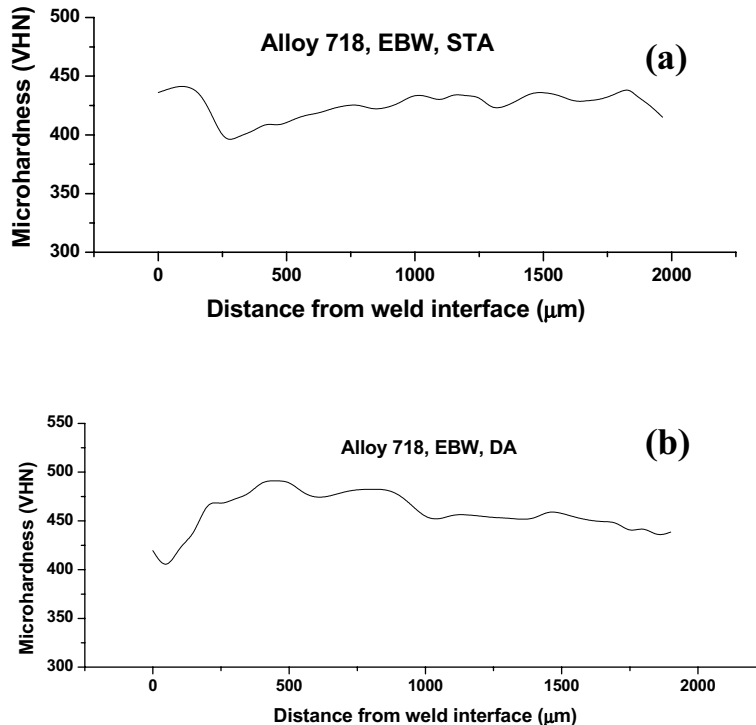 500
Alloy 718, EBW, STA
(a)
450
400
350
300
Microhardness (VHN)
0 500 1000 1500 2000
Distance from weld interface (μm)
550
Alloy 718, EBW, DA
(b)
500
450
400
350
300
Microhardness (VHN)
0 500 1000 1500 2000
Distance from weld interface (μm)